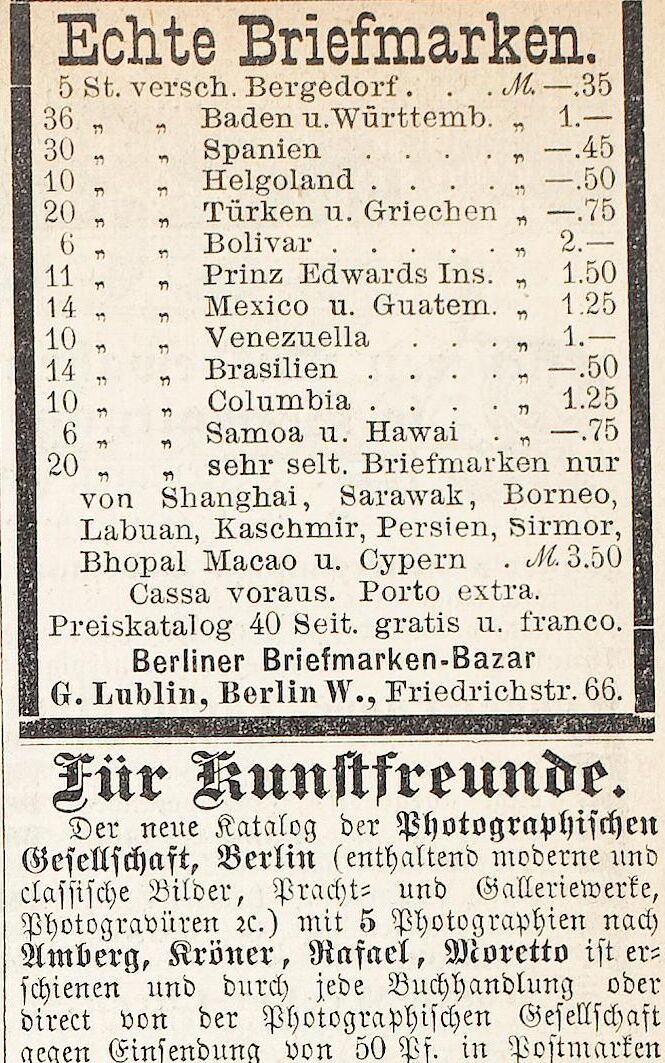 Echte Briefmarken.
5 St. versch. Bergedorf . . . M. —.35
36 „ „ Baden u. Württemb. „ 1.—
30 „ „ Spanien . . . . „ —.45
10 „ „ Helgoland . . . . „ —.50
20 „ „ Türken u. Griechen „ —.75
6 „ „ Bolivar . . . . . „ 2.—
11 „ „ Prinz Edwards Ins. „ 1.50
14 „ „ Mexico u. Guatem. „ 1.25
10 „ „ Venezuella . . . „ 1.—
14 „ „ Brasilien . . . . „ —.50
10 „ „ Columbia . . . . „ 1.25
6 „ „ Samoa u. Hawai . „ —.75
20 „ „ sehr selt. Briefmarken nur
von Shanghai, Sarawak, Borneo,
Labuan, Kaschmir, Persien, Sirmor,
Bhopal Macao u. Cypern . M. 3.50
Cassa voraus. Porto extra.
Preiskatalog 40 Seit. gratis u. franco.
Berliner Briefmarken-Bazar
G. Lublin, Berlin W., Friedrichstr. 66.
Für Kunstfreunde.
Der neue Katalog der Photographischen
Gesellschaft, Berlin (enthaltend moderne und
classische Bilder, Pracht- und Galleriewerke,
Photogravüren ꝛc.) mit 5 Photographien nach
Amberg, Kröner, Rafael, Moretto ist er-
schienen und durch jede Buchhandlung oder
direct von der Photographischen Gesellschaft
gegen Einsendung von 50 Pf. in Postmarken